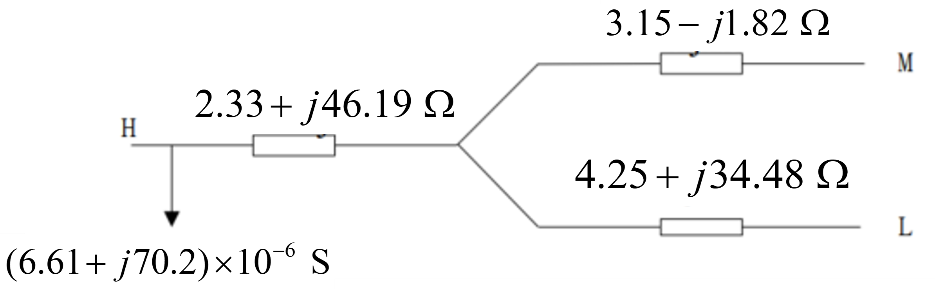 3.15 − j1.82 Ω
M
2.33 + j46.19 Ω
H
4.25 + j34.48 Ω
L
(6.61 + j70.2)×10⁻⁶ S